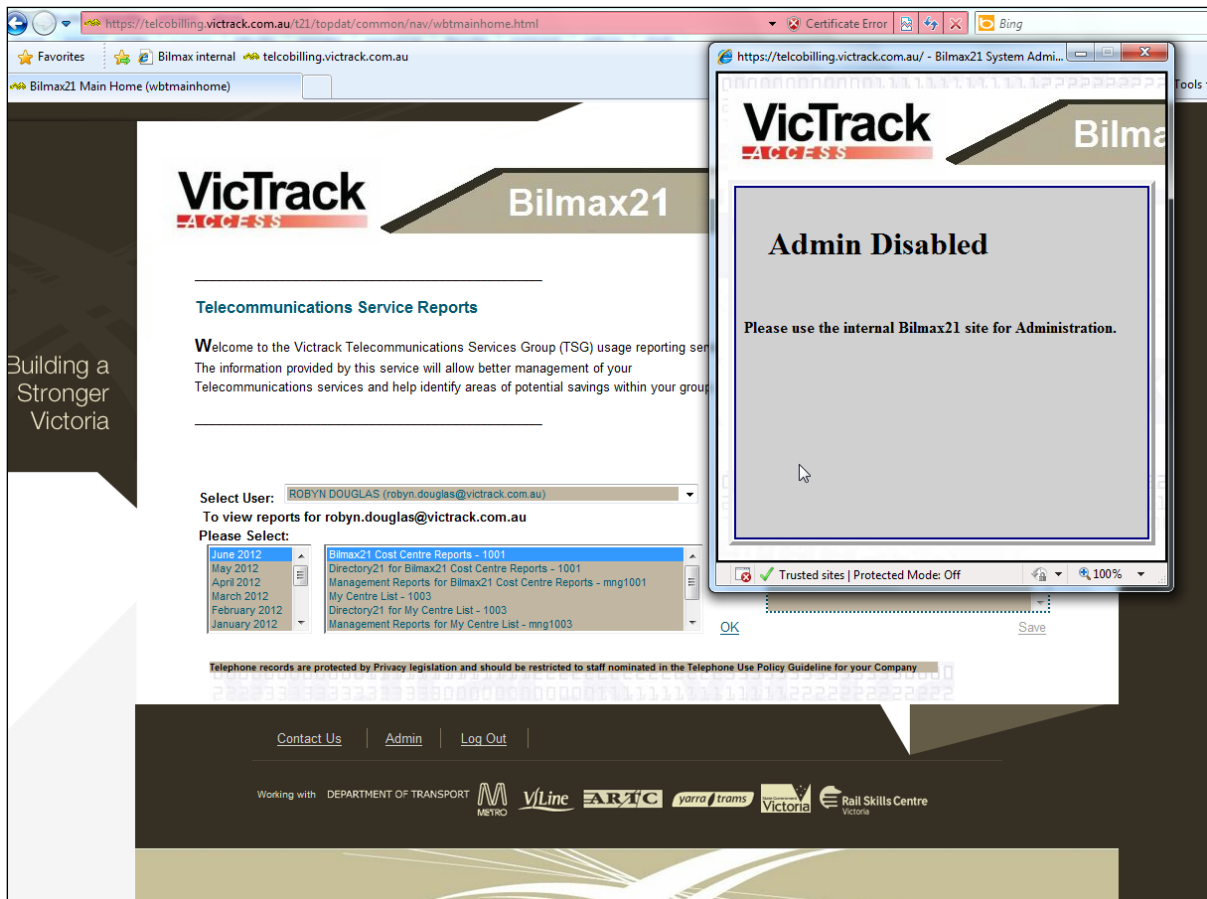 https://telcobilling.victrack.com.au/t21/topdat/common/nav/wbtmainhome.html
Certificate Error
Bing
Favorites
Bilmax internal
telcobilling.victrack.com.au
Bilmax21 Main Home (wbtmainhome)
Tools
VicTrack
ACCESS
Bilmax21
Telecommunications Service Reports
Welcome to the Victrack Telecommunications Services Group (TSG) usage reporting ser
The information provided by this service will allow better management of your
Telecommunications services and help identify areas of potential savings within your group
Building a
Stronger
Victoria
Select User:
ROBYN DOUGLAS (robyn.douglas@victrack.com.au)
To view reports for robyn.douglas@victrack.com.au
Please Select:
June 2012
May 2012
April 2012
March 2012
February 2012
January 2012
Bilmax21 Cost Centre Reports - 1001
Directory21 for Bilmax21 Cost Centre Reports - 1001
Management Reports for Bilmax21 Cost Centre Reports - mng1001
My Centre List - 1003
Directory21 for My Centre List - 1003
Management Reports for My Centre List - mng1003
OK
Save
Telephone records are protected by Privacy legislation and should be restricted to staff nominated in the Telephone Use Policy Guideline for your Company
Contact Us
Admin
Log Out
Working with
DEPARTMENT OF TRANSPORT
METRO
V/Line
ARTC
yarra trams
Victoria
Rail Skills Centre
Victoria
https://telcobilling.victrack.com.au/ - Bilmax21 System Admi...
VicTrack
ACCESS
Bilma
Admin Disabled
Please use the internal Bilmax21 site for Administration.
Trusted sites | Protected Mode: Off
100%